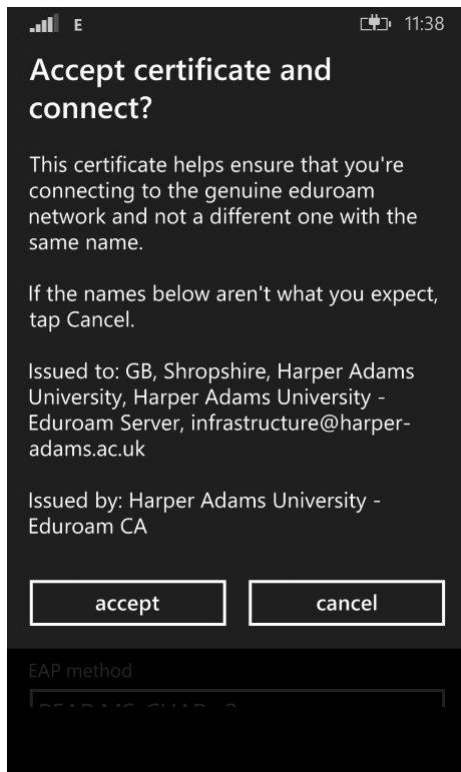 E 11:38
Accept certificate and
connect?
This certificate helps ensure that you're
connecting to the genuine eduroam
network and not a different one with the
same name.
If the names below aren't what you expect,
tap Cancel.
Issued to: GB, Shropshire, Harper Adams
University, Harper Adams University -
Eduroam Server, infrastructure@harper-
adams.ac.uk
Issued by: Harper Adams University -
Eduroam CA
accept cancel
EAP method